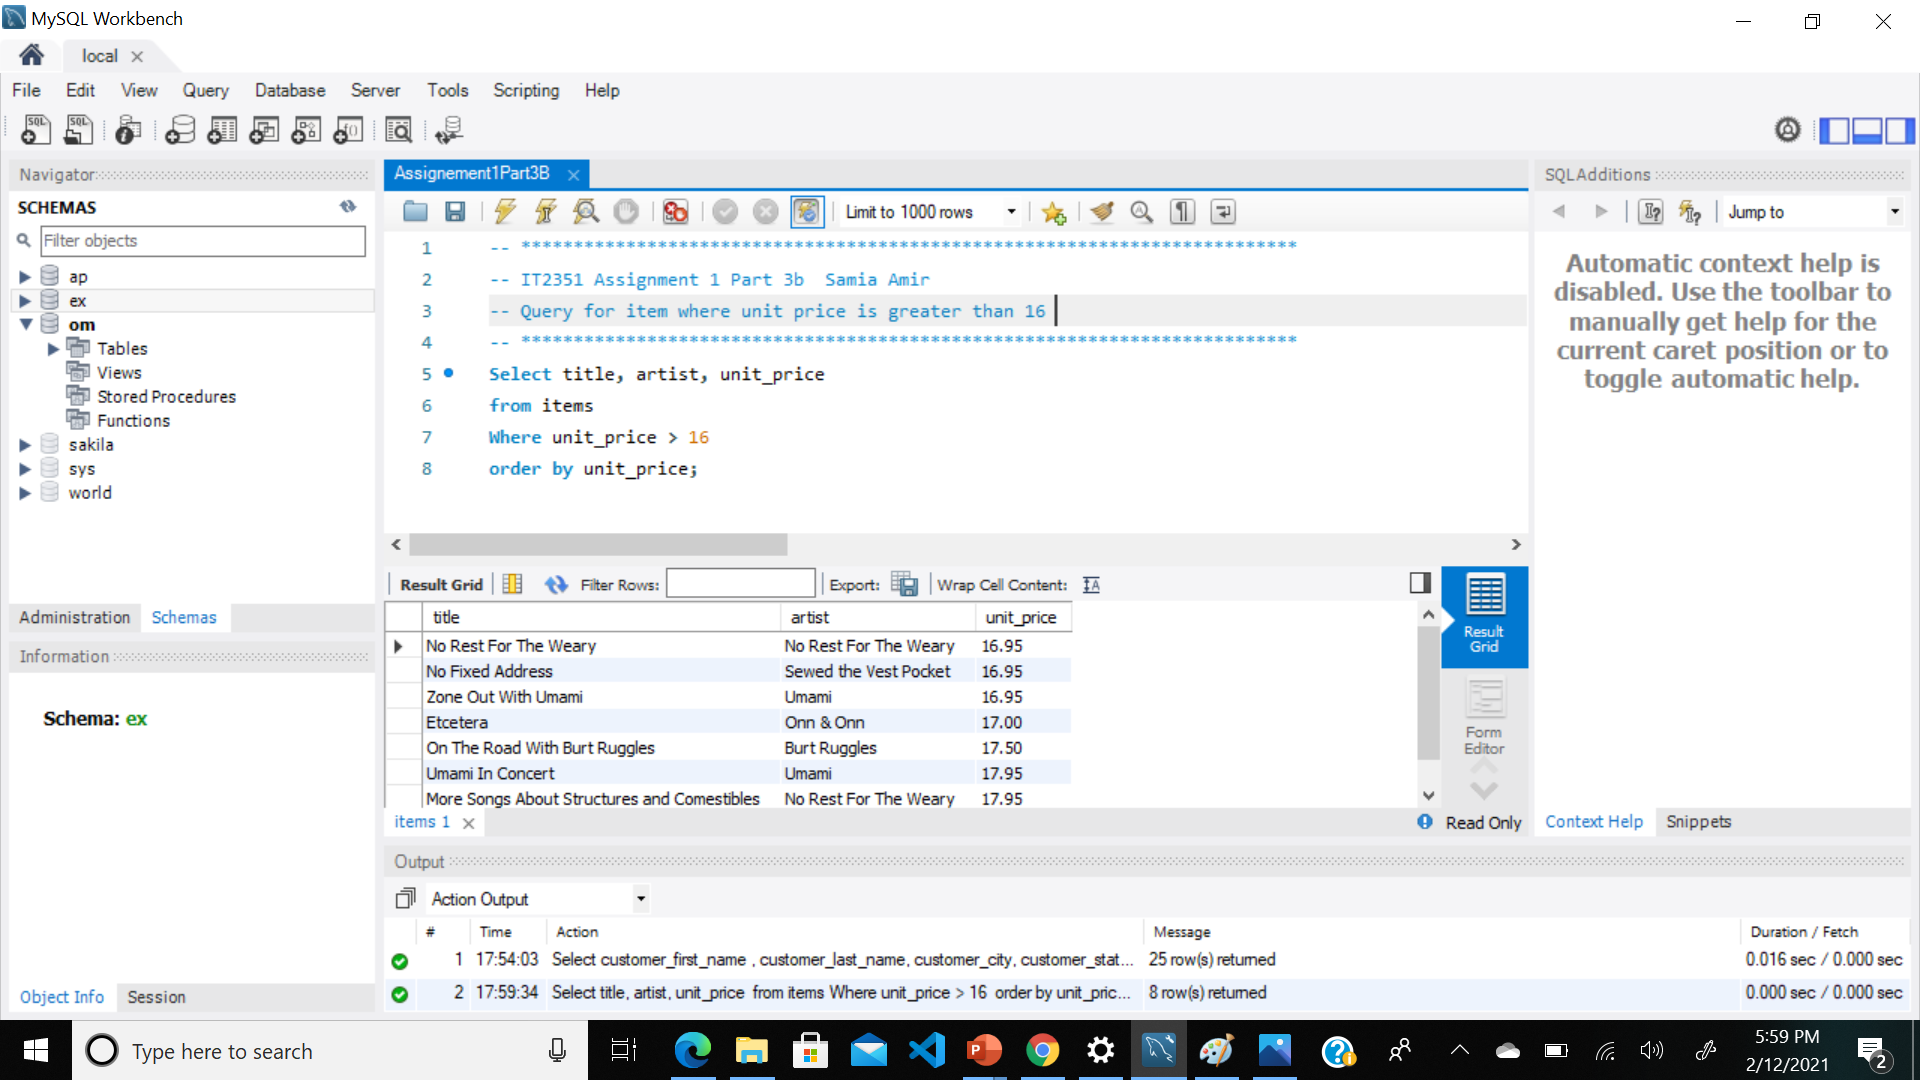 MySQL Workbench
local
File Edit View Query Database Server Tools Scripting Help
Navigator
SCHEMAS
Filter objects
ap
ex
om
Tables
Views
Stored Procedures
Functions
sakila
sys
world
Administration Schemas
Information
Schema: ex
Object Info Session
Assignement1Part3B
Limit to 1000 rows
1 -- **************************************************************************
2 -- IT2351 Assignment 1 Part 3b  Samia Amir
3 -- Query for item where unit price is greater than 16
4 -- **************************************************************************
5 Select title, artist, unit_price
6 from items
7 Where unit_price > 16
8 order by unit_price;
Result Grid Filter Rows: Export: Wrap Cell Content:
title artist unit_price
No Rest For The Weary No Rest For The Weary 16.95
No Fixed Address Sewed the Vest Pocket 16.95
Zone Out With Umami Umami 16.95
Etcetera Onn & Onn 17.00
On The Road With Burt Ruggles Burt Ruggles 17.50
Umami In Concert Umami 17.95
More Songs About Structures and Comestibles No Rest For The Weary 17.95
Result
Grid
Form
Editor
items 1 Read Only
SQLAdditions
Jump to
Automatic context help is
disabled. Use the toolbar to
manually get help for the
current caret position or to
toggle automatic help.
Context Help Snippets
Output
Action Output
# Time Action Message Duration / Fetch
1 17:54:03 Select customer_first_name , customer_last_name, customer_city, customer_stat... 25 row(s) returned 0.016 sec / 0.000 sec
2 17:59:34 Select title, artist, unit_price from items Where unit_price > 16 order by unit_pric... 8 row(s) returned 0.000 sec / 0.000 sec
Type here to search
5:59 PM
2/12/2021
2